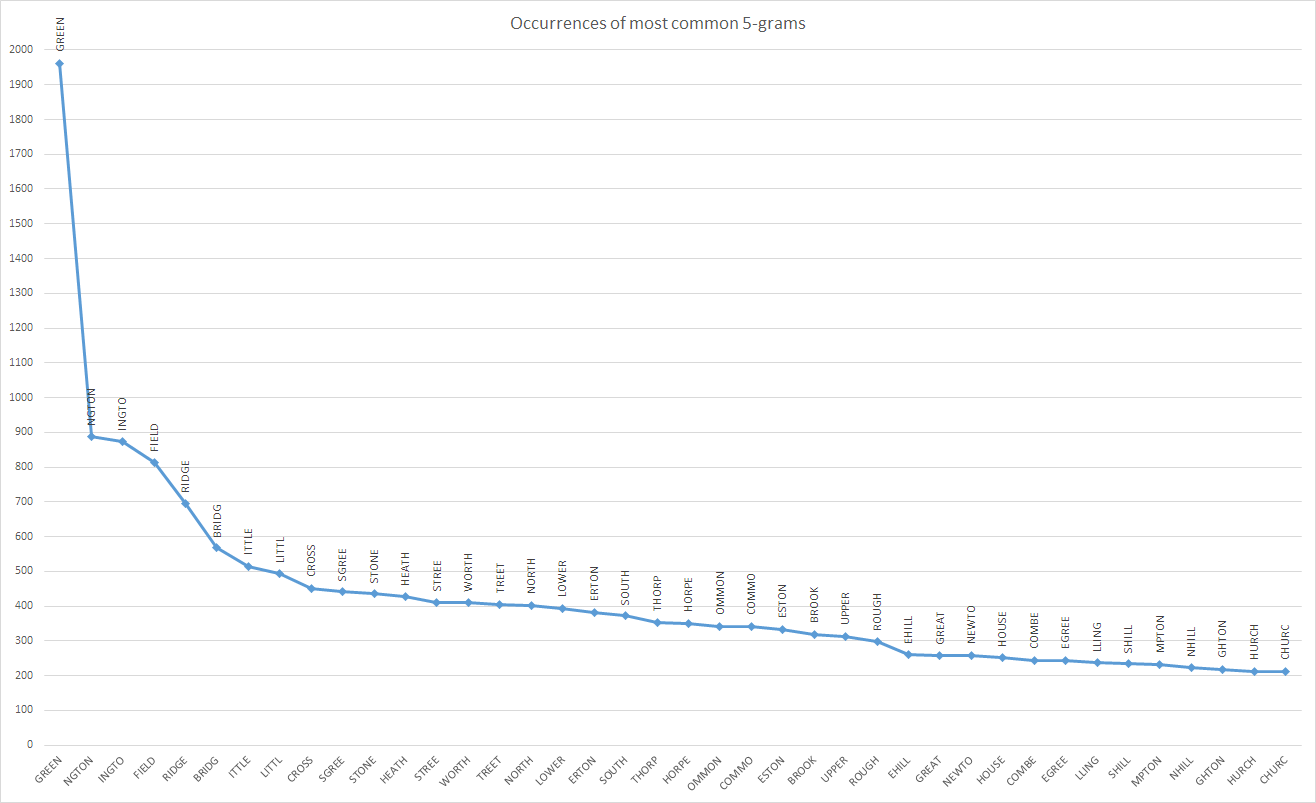 Occurrences of most common 5-grams
2000
1900
1800
1700
1600
1500
1400
1300
1200
1100
1000
900
800
700
600
500
400
300
200
100
0
GREEN
NGTON
INGTO
FIELD
RIDGE
BRIDG
ITTLE
LITTL
CROSS
SGREE
STONE
HEATH
STREE
WORTH
TREET
NORTH
LOWER
ERTON
SOUTH
THORP
HORPE
OMMON
COMMO
ESTON
BROOK
UPPER
ROUGH
EHILL
GREAT
NEWTO
HOUSE
COMBE
EGREE
LLING
SHILL
MPTON
NHILL
GHTON
HURCH
CHURC
GREEN
NGTON
INGTO
FIELD
RIDGE
BRIDG
ITTLE
LITTL
CROSS
SGREE
STONE
HEATH
STREE
WORTH
TREET
NORTH
LOWER
ERTON
SOUTH
THORP
HORPE
OMMON
COMMO
ESTON
BROOK
UPPER
ROUGH
EHILL
GREAT
NEWTO
HOUSE
COMBE
EGREE
LLING
SHILL
MPTON
NHILL
GHTON
HURCH
CHURC